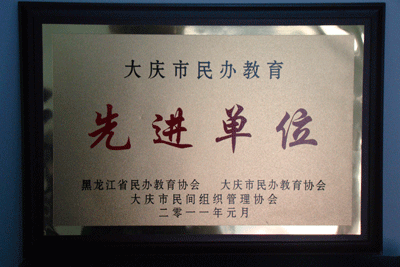 大庆市民办教育
先进单位
黑龙江省民办教育协会 大庆市民办教育协会
大庆市民间组织管理协会
二零一一年元月